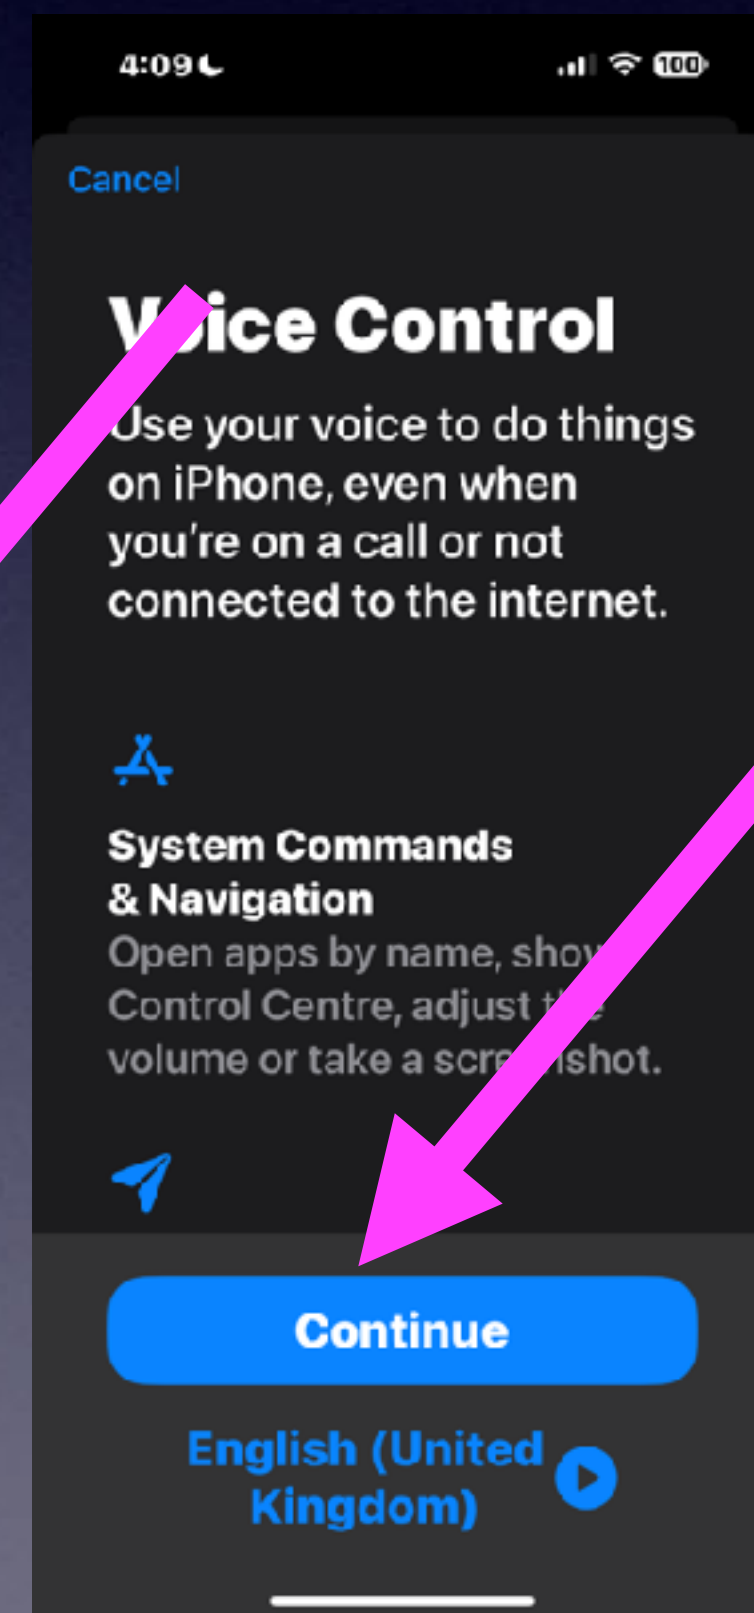 4:09
100
Cancel
Voice Control
Use your voice to do things
on iPhone, even when
you're on a call or not
connected to the internet.
System Commands
& Navigation
Open apps by name, show
Control Centre, adjust the
volume or take a screenshot.
Continue
English (United
Kingdom)